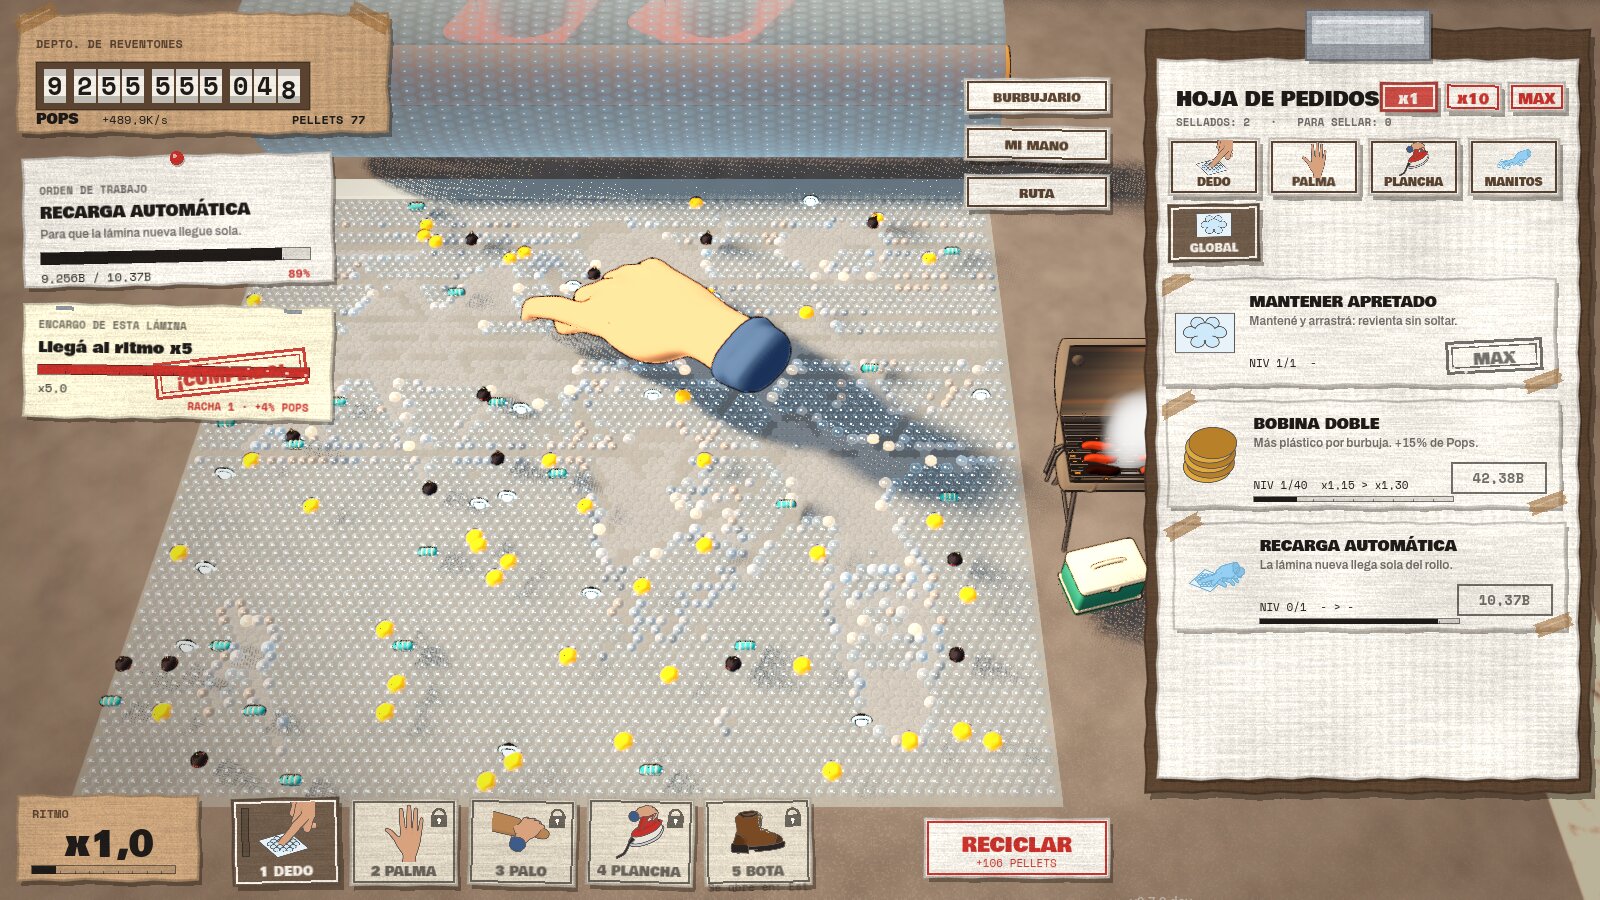 DEPTO. DE REVENTONES
9 255 555 048
POPS +489,9K/s PELLETS 77
ORDEN DE TRABAJO
RECARGA AUTOMÁTICA
Para que la lámina nueva llegue sola.
9,256B / 10,37B 89%
ENCARGO DE ESTA LÁMINA
Llegá al ritmo x5
x5,0
RACHA 1 · +4% POPS
BURBUJARIO
MI MANO
RUTA
HOJA DE PEDIDOS x1 x10 MAX
SELLADOS: 2 · PARA SELLAR: 0
DEDO PALMA PLANCHA MANITOS
GLOBAL
MANTENER APRETADO
Mantené y arrastrá: revienta sin soltar.
NIV 1/1 - MAX
BOBINA DOBLE
Más plástico por burbuja. +15% de Pops.
NIV 1/40 x1,15 > x1,30 42,38B
RECARGA AUTOMÁTICA
La lámina nueva llega sola del rollo.
NIV 0/1 - > - 10,37B
RITMO
x1,0
1 DEDO 2 PALMA 3 PALO 4 PLANCHA 5 BOTA
RECICLAR
+106 PELLETS